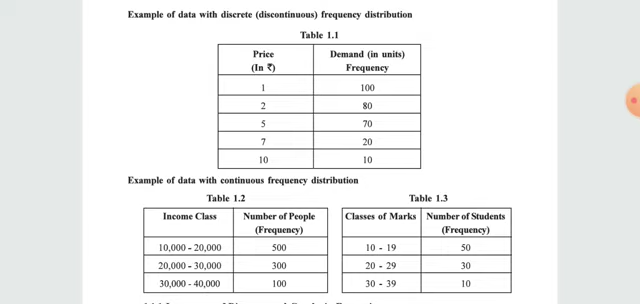 Example of data with discrete (discontinuous) frequency distribution
Table 1.1
Price Demand (in units)
(In ₹) Frequency
1 100
2 80
5 70
7 20
10 10
Example of data with continuous frequency distribution
Table 1.2 Table 1.3
Income Class Number of People Classes of Marks Number of Students
(Frequency) (Frequency)
10,000 - 20,000 500 10 - 19 50
20,000 - 30,000 300 20 - 29 30
30,000 - 40,000 100 30 - 39 10